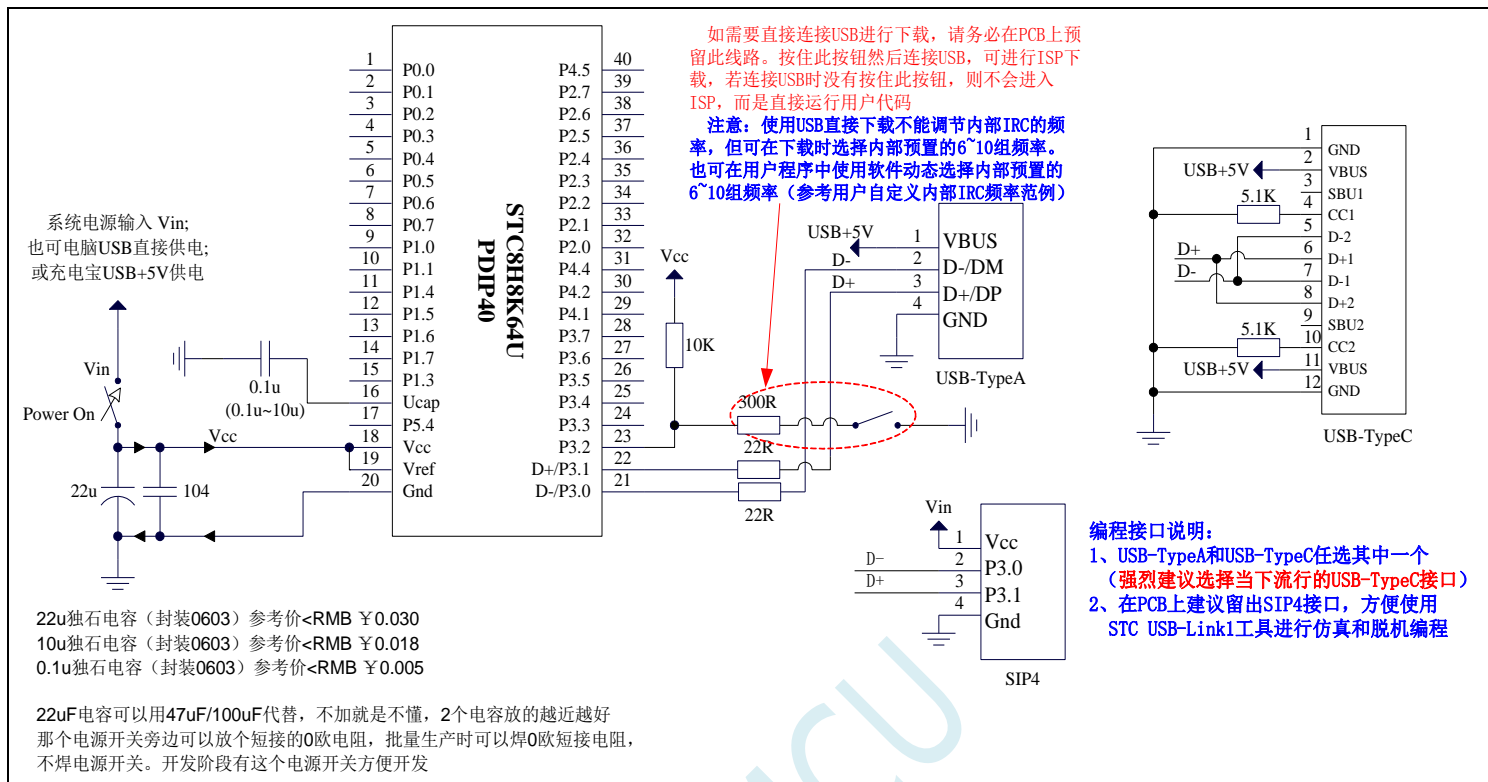 如需要直接连接USB进行下载，请务必在PCB上预
留此线路。按住此按钮然后连接USB，可进行ISP下
载，若连接USB时没有按住此按钮，则不会进入
ISP，而是直接运行用户代码
注意：使用USB直接下载不能调节内部IRC的频
率，但可在下载时选择内部预置的6~10组频率。
也可在用户程序中使用软件动态选择内部预置的
6~10组频率（参考用户自定义内部IRC频率范例）
系统电源输入 Vin;
也可电脑USB直接供电;
或充电宝USB+5V供电
Vin
Power On
Vcc
22u
104
0.1u
(0.1u~10u)
STC8H8K64U
PDIP40
1 P0.0
2 P0.1
3 P0.2
4 P0.3
5 P0.4
6 P0.5
7 P0.6
8 P0.7
9 P1.0
10 P1.1
11 P1.4
12 P1.5
13 P1.6
14 P1.7
15 P1.3
16 Ucap
17 P5.4
18 Vcc
19 Vref
20 Gnd
P4.5 40
P2.7 39
P2.6 38
P2.5 37
P2.4 36
P2.3 35
P2.2 34
P2.1 33
P2.0 32
P4.4 31
P4.2 30
P4.1 29
P3.7 28
P3.6 27
P3.5 26
P3.4 25
P3.3 24
P3.2 23
D+/P3.1 22
D-/P3.0 21
Vcc
10K
300R
22R
22R
USB+5V
D-
D+
1 VBUS
2 D-/DM
3 D+/DP
4 GND
USB-TypeA
1 GND
2 VBUS
3 SBU1
4 CC1
5 D-2
6 D+1
7 D-1
8 D+2
9 SBU2
10 CC2
11 VBUS
12 GND
USB+5V
5.1K
D+
D-
5.1K
USB+5V
USB-TypeC
Vin
D-
D+
1 Vcc
2 P3.0
3 P3.1
4 Gnd
SIP4
编程接口说明：
1、USB-TypeA和USB-TypeC任选其中一个
（强烈建议选择当下流行的USB-TypeC接口）
2、在PCB上建议留出SIP4接口，方便使用
STC USB-Link1工具进行仿真和脱机编程
22u独石电容（封装0603）参考价<RMB ￥0.030
10u独石电容（封装0603）参考价<RMB ￥0.018
0.1u独石电容（封装0603）参考价<RMB ￥0.005
22uF电容可以用47uF/100uF代替，不加就是不懂，2个电容放的越近越好
那个电源开关旁边可以放个短接的0欧电阻，批量生产时可以焊0欧短接电阻，
不焊电源开关。开发阶段有这个电源开关方便开发
MCU